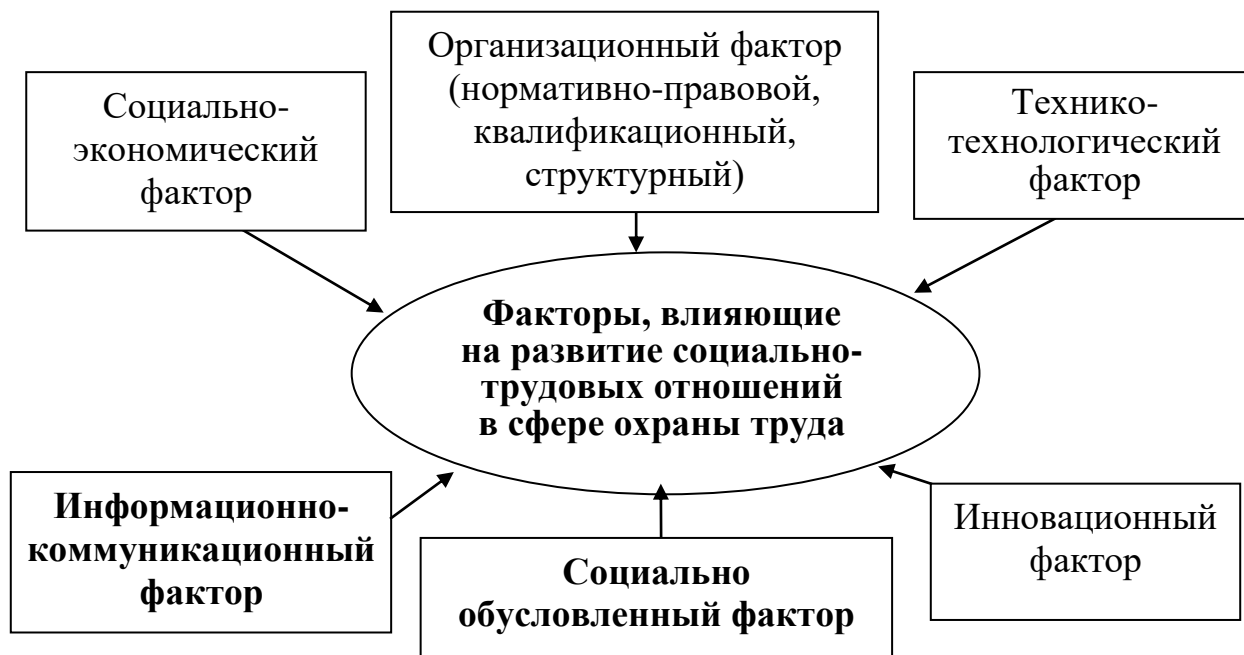 Социально-
экономический
фактор
Организационный фактор
(нормативно-правовой,
квалификационный,
структурный)
Технико-
технологический
фактор
Факторы, влияющие
на развитие социально-
трудовых отношений
в сфере охраны труда
Информационно-
коммуникационный
фактор
Социально
обусловленный фактор
Инновационный
фактор